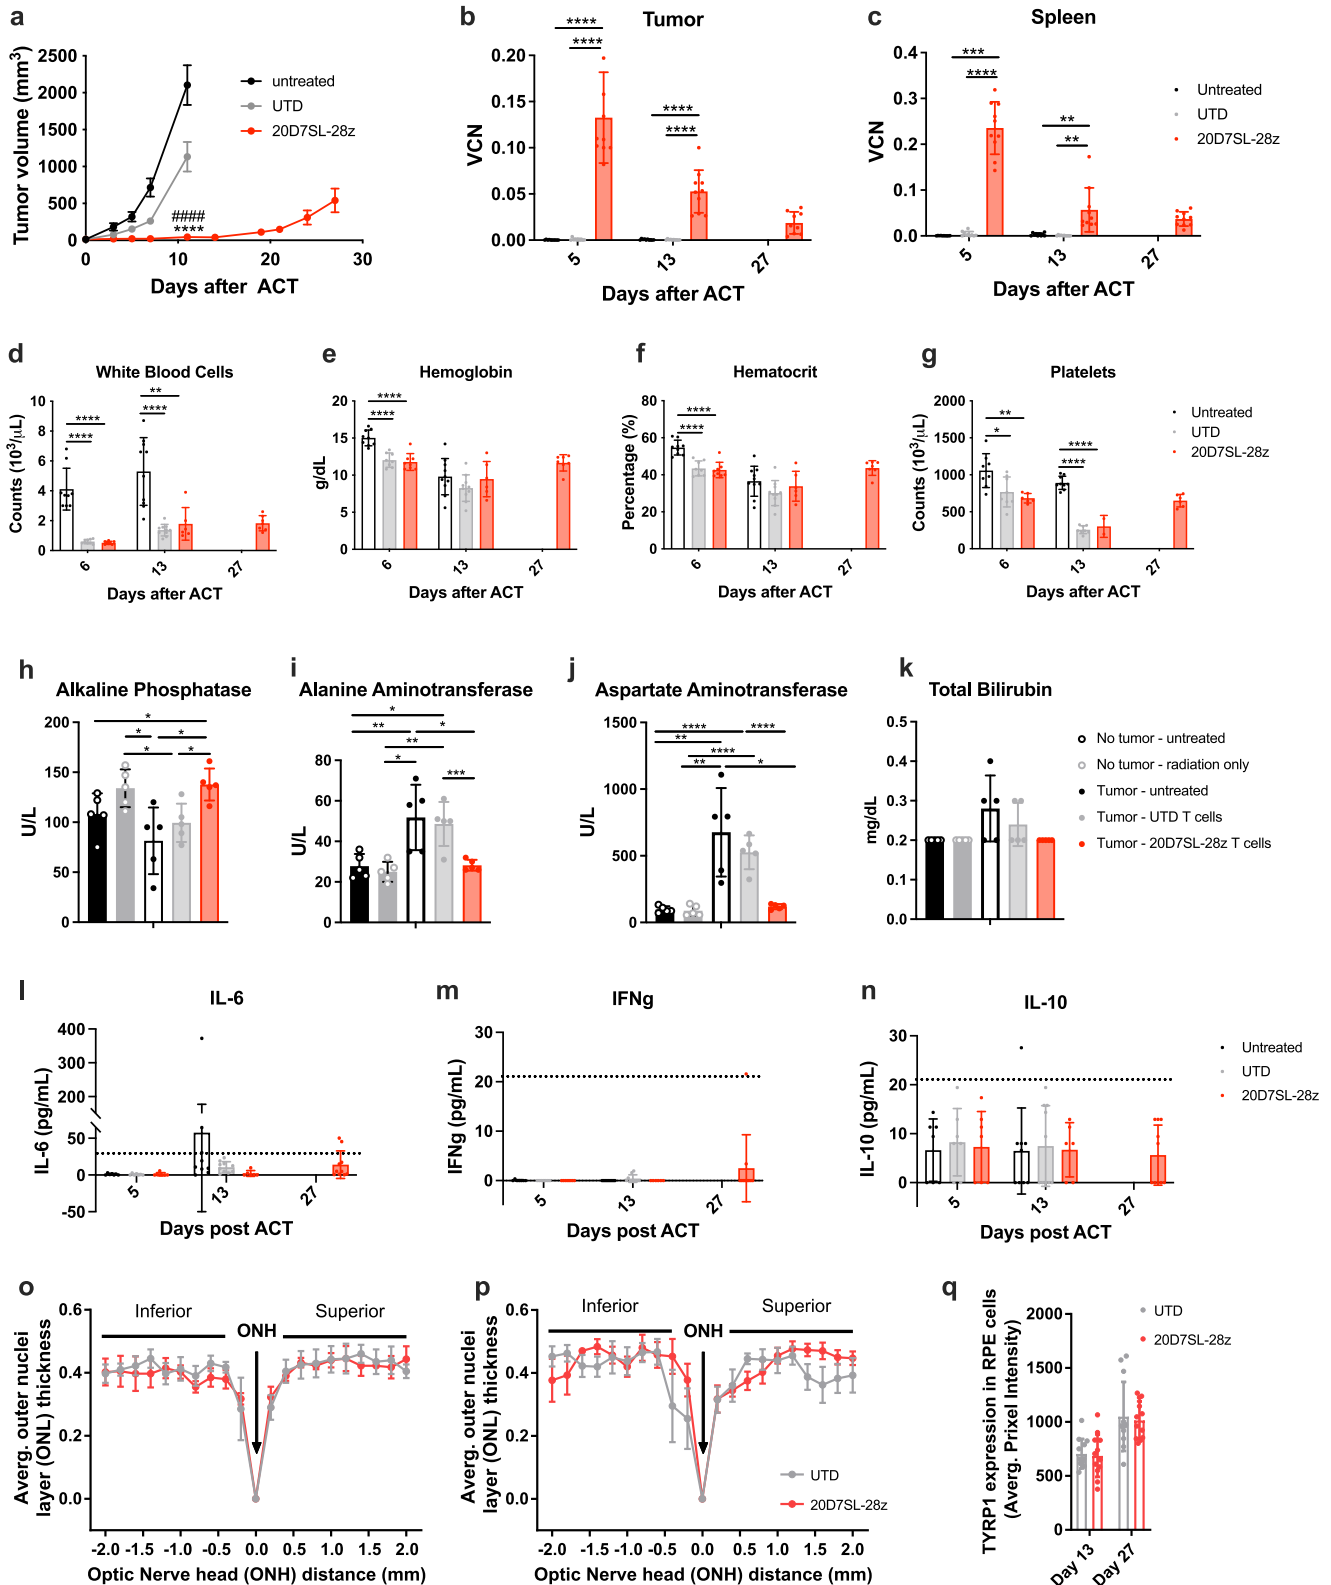 a
Tumor volume (mm3)
2500
2000
1500
1000
500
0
0
10
20
30
Days after ACT
untreated
UTD
20D7SL-28z
####
****
b
Tumor
VCN
0.20
0.15
0.10
0.05
0.00
****
****
****
****
5
13
27
Days after ACT
c
Spleen
VCN
0.4
0.3
0.2
0.1
0.0
***
****
**
**
5
13
27
Days after ACT
Untreated
UTD
20D7SL-28z
d
White Blood Cells
Counts (103/μL)
10
8
6
4
2
0
****
****
**
****
6
13
27
Days after ACT
e
Hemoglobin
g/dL
20
15
10
5
0
****
****
6
13
27
Days after ACT
f
Hematocrit
Percentage (%)
80
60
40
20
0
****
****
6
13
27
Days after ACT
g
Platelets
Counts (103/μL)
2000
1500
1000
500
0
**
*
****
****
6
13
27
Days after ACT
Untreated
UTD
20D7SL-28z
h
Alkaline Phosphatase
U/L
200
150
100
50
0
*
*
*
*
*
i
Alanine Aminotransferase
U/L
80
60
40
20
0
*
**
*
**
*
***
j
Aspartate Aminotransferase
U/L
1500
1000
500
0
****
****
**
****
**
*
k
Total Bilirubin
mg/dL
0.5
0.4
0.3
0.2
0.1
0.0
No tumor - untreated
No tumor - radiation only
Tumor - untreated
Tumor - UTD T cells
Tumor - 20D7SL-28z T cells
l
IL-6
IL-6 (pg/mL)
400
300
200
100
50
0
-50
5
13
27
Days post ACT
m
IFNg
IFNg (pg/mL)
30
20
10
0
5
13
27
Days post ACT
n
IL-10
IL-10 (pg/mL)
30
20
10
0
5
13
27
Days post ACT
Untreated
UTD
20D7SL-28z
o
Averg. outer nuclei
layer (ONL) thickness
0.6
0.4
0.2
0.0
Inferior
ONH
Superior
-2.0
-1.5
-1.0
-0.5
0.0
0.5
1.0
1.5
2.0
Optic Nerve head (ONH) distance (mm)
p
Averg. outer nuclei
layer (ONL) thickness
0.6
0.4
0.2
0.0
Inferior
ONH
Superior
UTD
20D7SL-28z
-2.0
-1.5
-1.0
-0.5
0.0
0.5
1.0
1.5
2.0
Optic Nerve head (ONH) distance (mm)
q
TYRP1 expression in RPE cells
(Averg. Prixel Intensity)
2000
1500
1000
500
0
UTD
20D7SL-28z
Day 13
Day 27